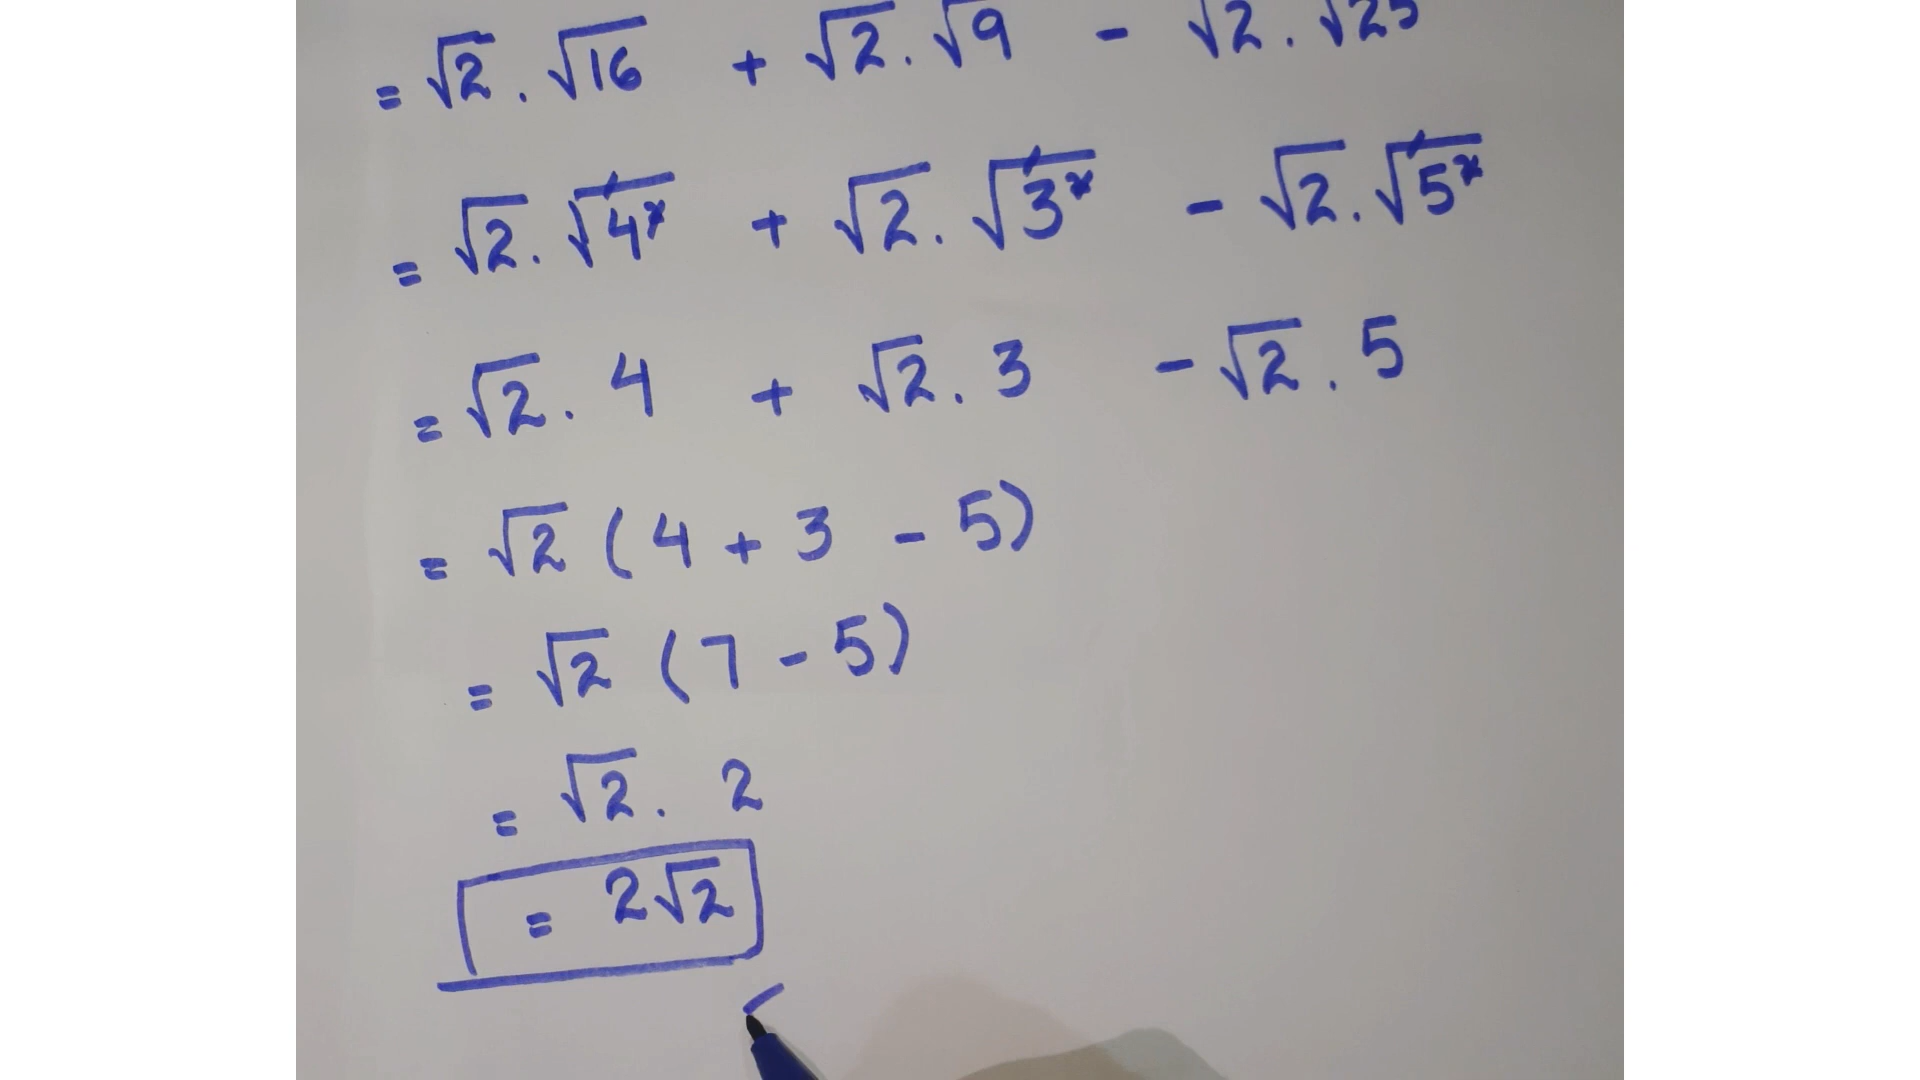 = √2 . √16 + √2 . √9 - √2 . √25
= √2 . √4² + √2 . √3² - √2 . √5²
= √2 . 4 + √2 . 3 - √2 . 5
= √2 (4 + 3 - 5)
= √2 (7 - 5)
= √2 . 2
= 2√2